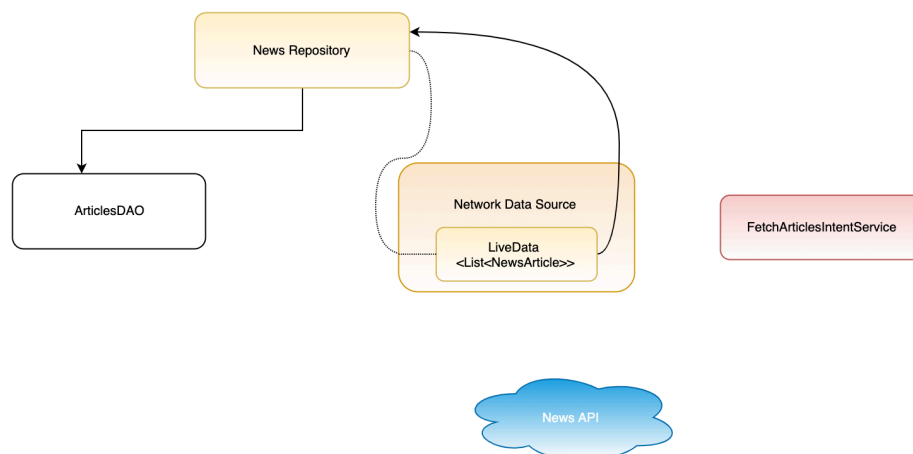 News Repository
ArticlesDAO
Network Data Source
LiveData
<List<NewsArticle>>
FetchArticlesIntentService
News API